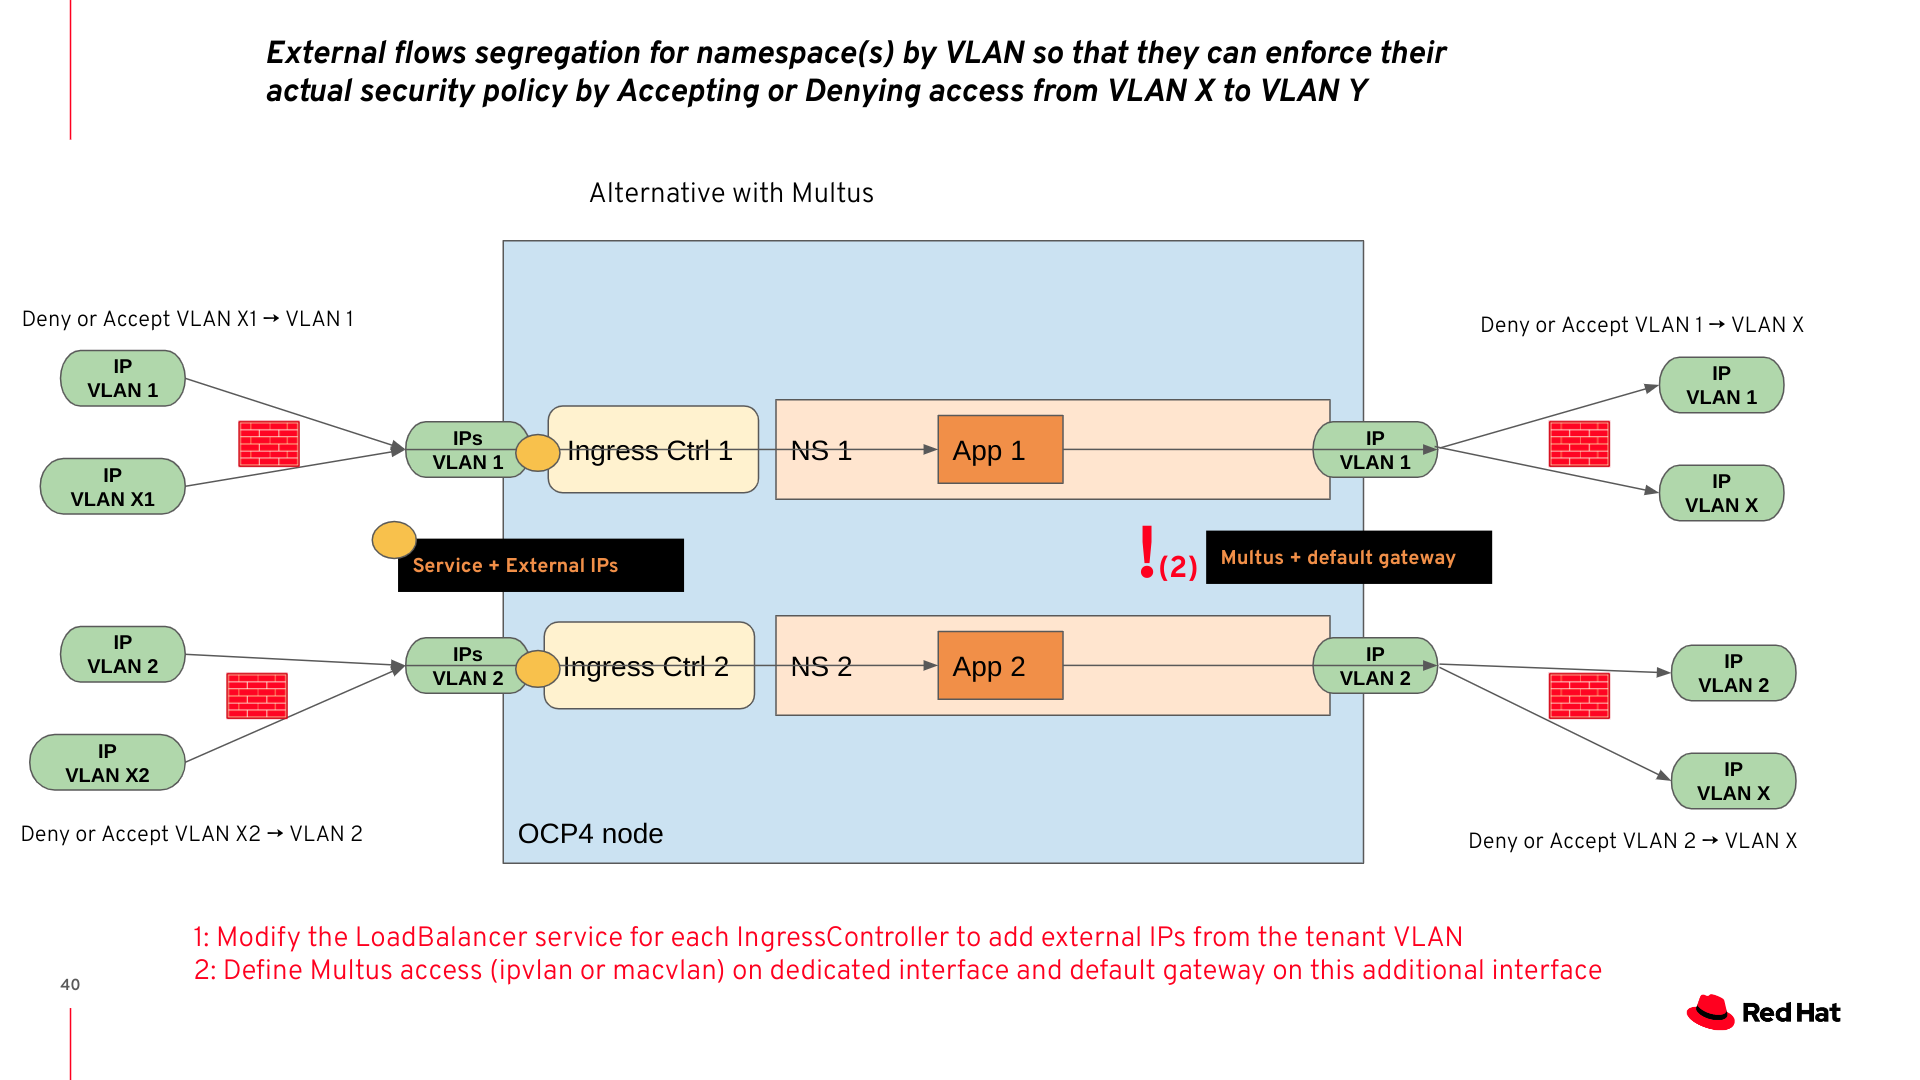 External flows segregation for namespace(s) by VLAN so that they can enforce their
actual security policy by Accepting or Denying access from VLAN X to VLAN Y
Alternative with Multus
Deny or Accept VLAN X1 → VLAN 1
Deny or Accept VLAN 1 → VLAN X
IP
VLAN 1
IP
VLAN X1
IPs
VLAN 1
Ingress Ctrl 1
NS 1
App 1
IP
VLAN 1
IP
VLAN 1
IP
VLAN X
Service + External IPs
!(2)
Multus + default gateway
IP
VLAN 2
IP
VLAN X2
IPs
VLAN 2
Ingress Ctrl 2
NS 2
App 2
IP
VLAN 2
IP
VLAN 2
IP
VLAN X
OCP4 node
Deny or Accept VLAN X2 → VLAN 2
Deny or Accept VLAN 2 → VLAN X
1: Modify the LoadBalancer service for each IngressController to add external IPs from the tenant VLAN
2: Define Multus access (ipvlan or macvlan) on dedicated interface and default gateway on this additional interface
40
Red Hat